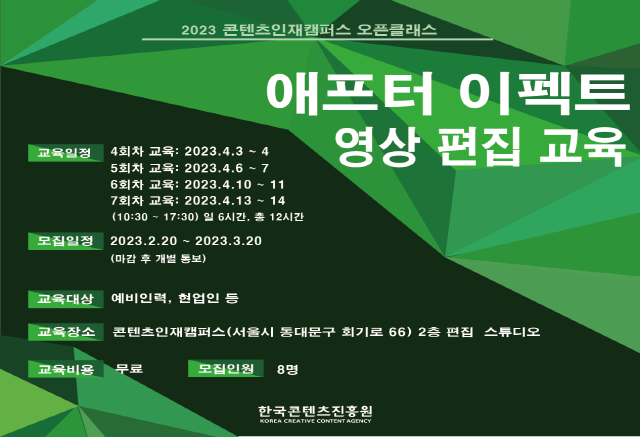 2023 콘텐츠인재캠퍼스 오픈클래스
애프터 이펙트
영상 편집 교육
교육일정 4회차 교육: 2023.4.3 ~ 4
5회차 교육: 2023.4.6 ~ 7
6회차 교육: 2023.4.10 ~ 11
7회차 교육: 2023.4.13 ~ 14
(10:30 ~ 17:30) 일 6시간, 총 12시간
모집일정 2023.2.20 ~ 2023.3.20
(마감 후 개별 통보)
교육대상 예비인력, 현업인 등
교육장소 콘텐츠인재캠퍼스(서울시 동대문구 회기로 66) 2층 편집 스튜디오
교육비용 무료 모집인원 8명
한국콘텐츠진흥원
KOREA CREATIVE CONTENT AGENCY